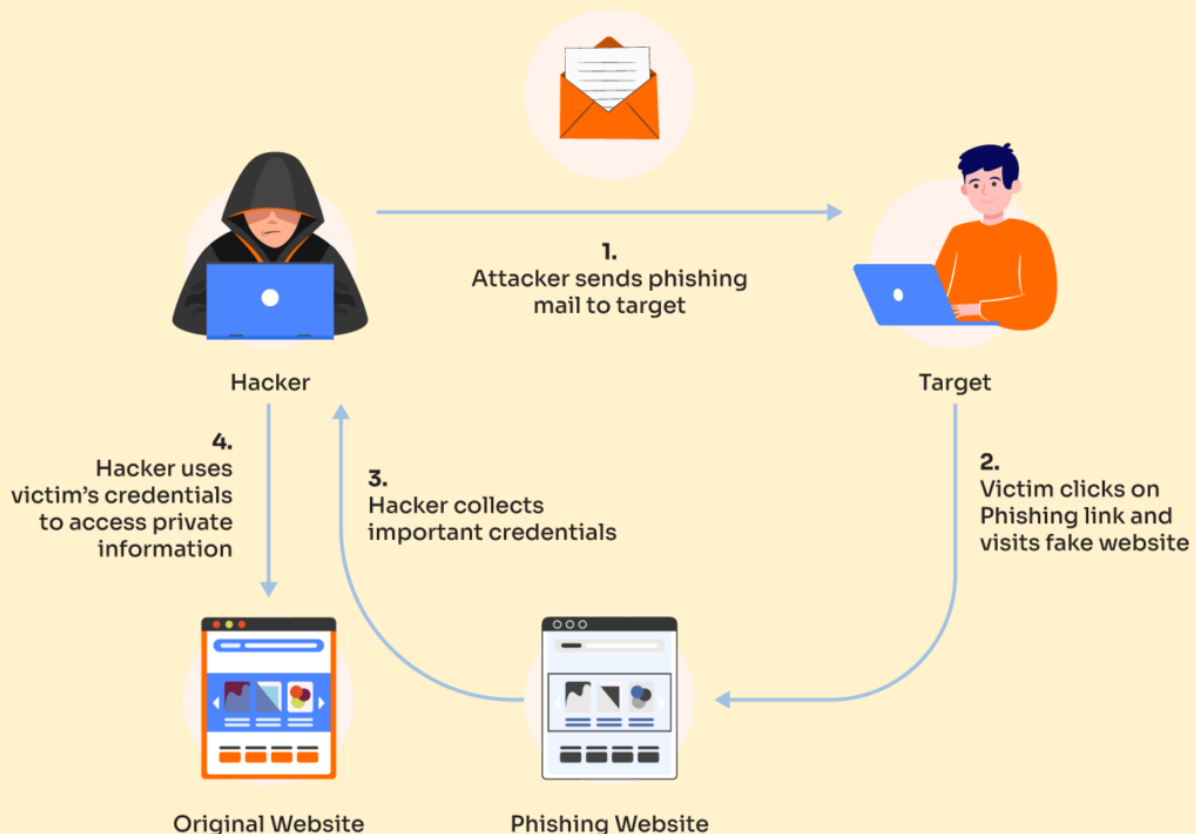 1.
Attacker sends phishing
mail to target
Hacker
Target
4.
Hacker uses
victim’s credentials
to access private
information
3.
Hacker collects
important credentials
2.
Victim clicks on
Phishing link and
visits fake website
Original Website
Phishing Website